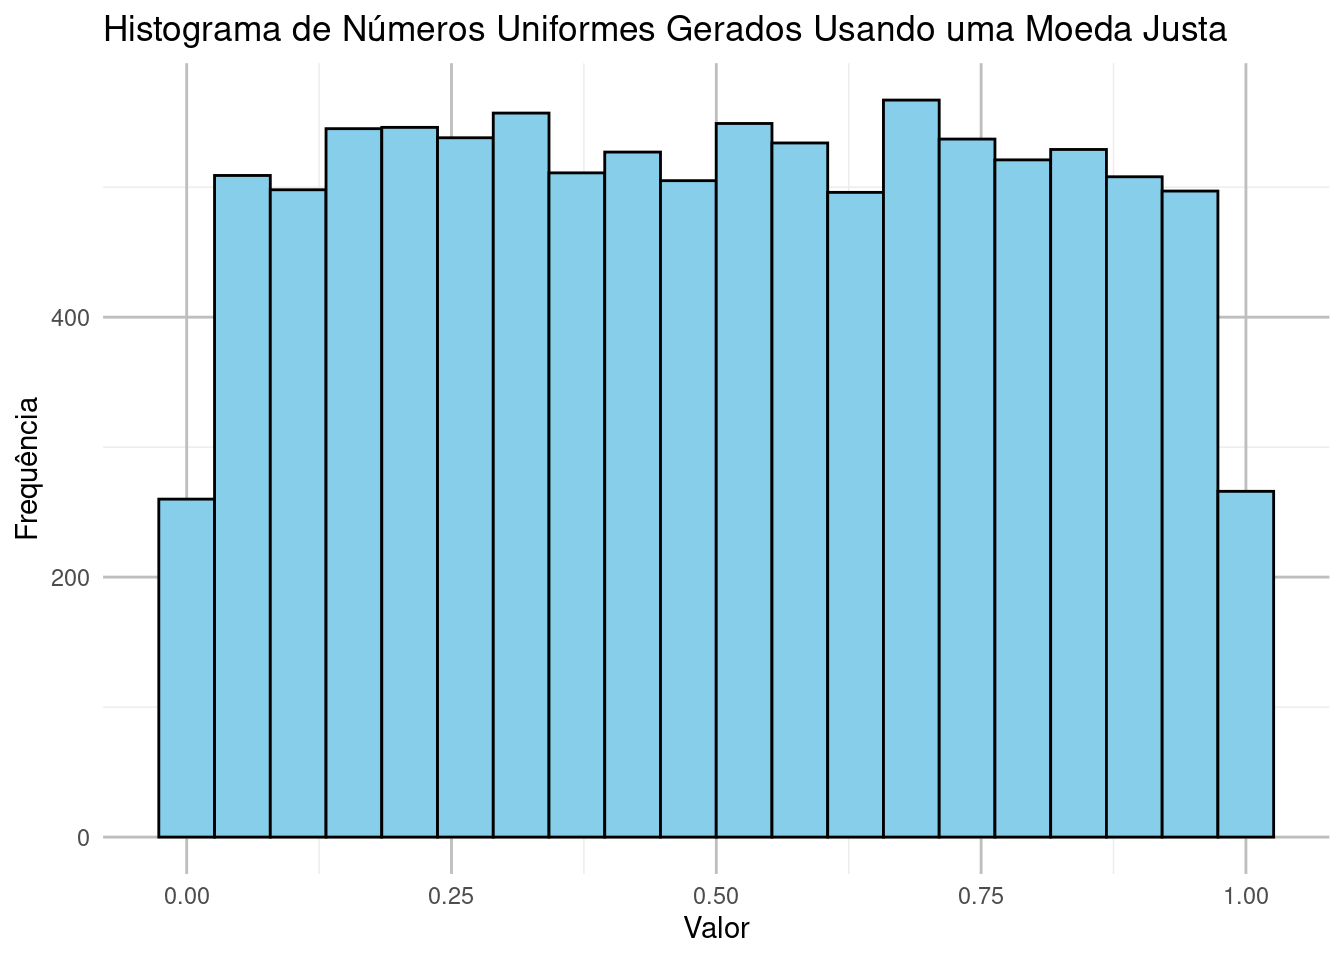 Histograma de Números Uniformes Gerados Usando uma Moeda Justa
Frequência
400
200
0
0.00 0.25 0.50 0.75 1.00
Valor